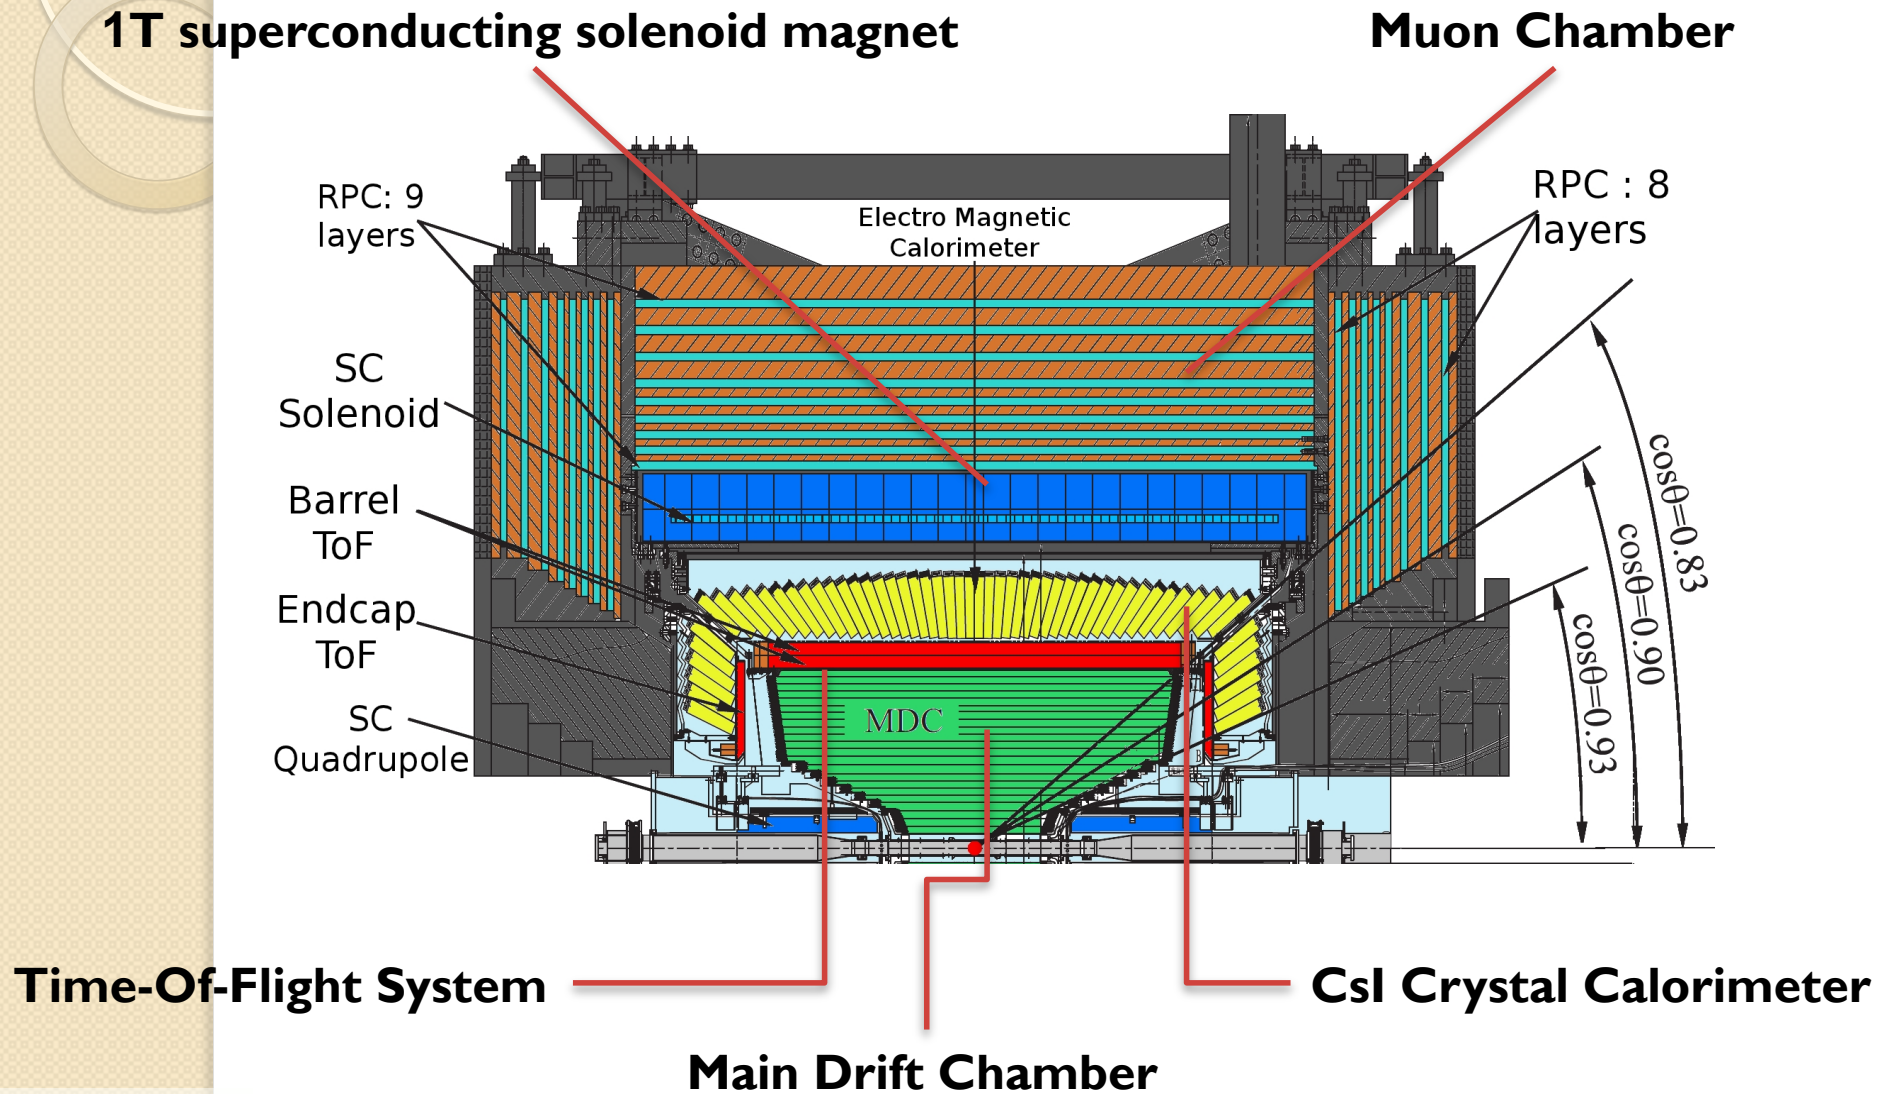 1T superconducting solenoid magnet
Muon Chamber
RPC: 9
layers
Electro Magnetic
Calorimeter
RPC : 8
layers
SC
Solenoid
Barrel
ToF
Endcap
ToF
SC
Quadrupole
MDC
cosθ=0.83
cosθ=0.90
cosθ=0.93
Time-Of-Flight System
CsI Crystal Calorimeter
Main Drift Chamber